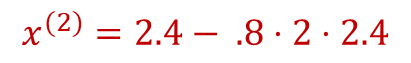 x⁽²⁾ = 2.4 − .8 · 2 · 2.4